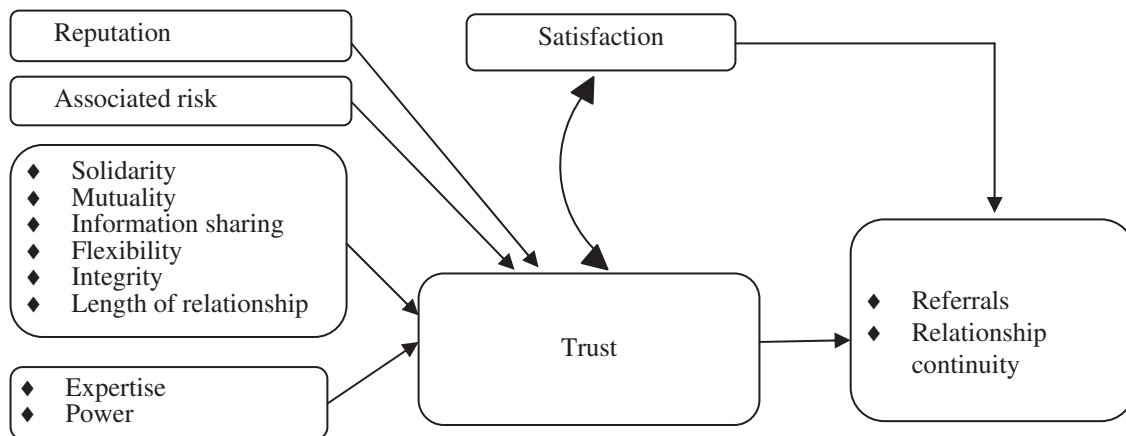 Reputation
Satisfaction
Associated risk
♦ Solidarity
♦ Mutuality
♦ Information sharing
♦ Flexibility
♦ Integrity
♦ Length of relationship
♦ Expertise
♦ Power
Trust
♦ Referrals
♦ Relationship
continuity